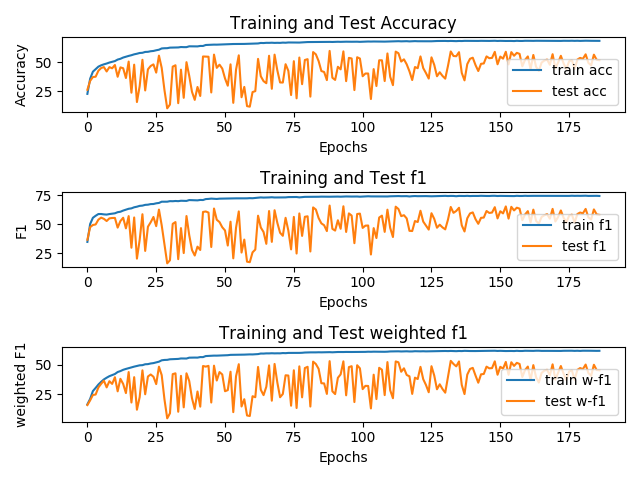 Training and Test Accuracy
Accuracy
50
25
train acc
test acc
0 25 50 75 100 125 150 175
Epochs
Training and Test f1
F1
75
50
25
train f1
test f1
0 25 50 75 100 125 150 175
Epochs
Training and Test weighted f1
weighted F1
50
25
train w-f1
test w-f1
0 25 50 75 100 125 150 175
Epochs